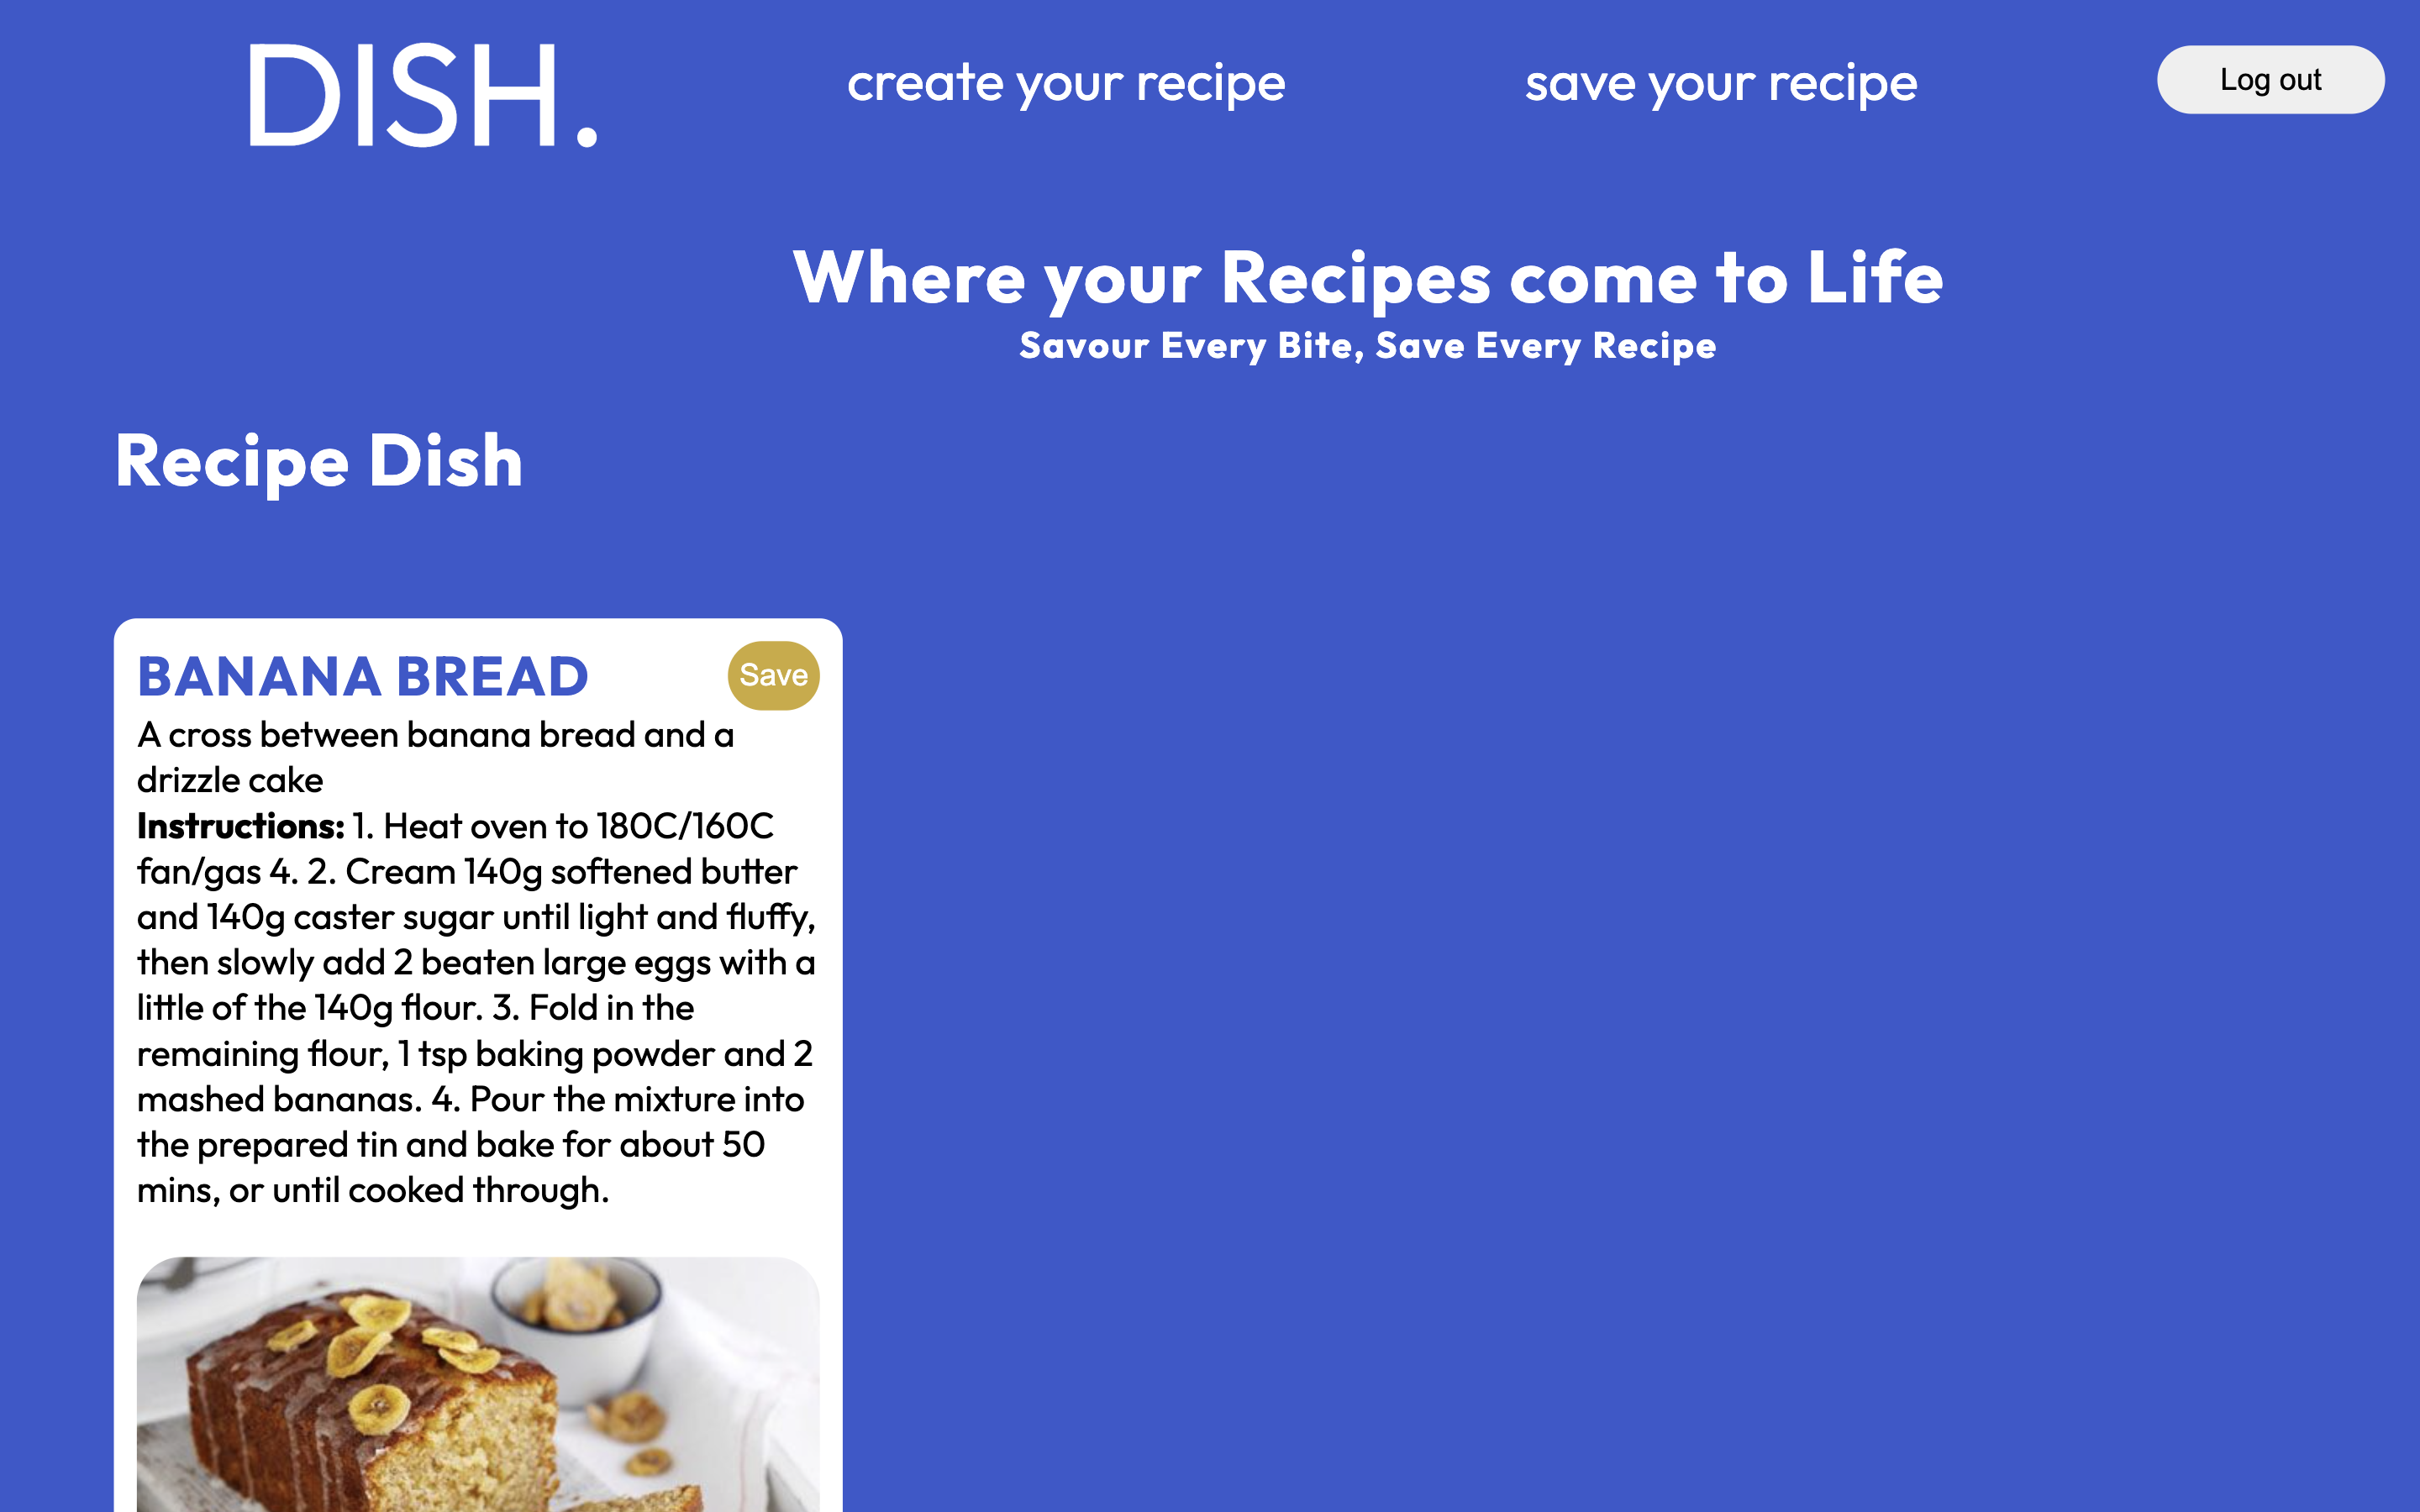 DISH.
create your recipe
save your recipe
Log out
Where your Recipes come to Life
Savour Every Bite, Save Every Recipe
Recipe Dish
BANANA BREAD
Save
A cross between banana bread and a
drizzle cake
Instructions: 1. Heat oven to 180C/160C
fan/gas 4. 2. Cream 140g softened butter
and 140g caster sugar until light and fluffy,
then slowly add 2 beaten large eggs with a
little of the 140g flour. 3. Fold in the
remaining flour, 1 tsp baking powder and 2
mashed bananas. 4. Pour the mixture into
the prepared tin and bake for about 50
mins, or until cooked through.